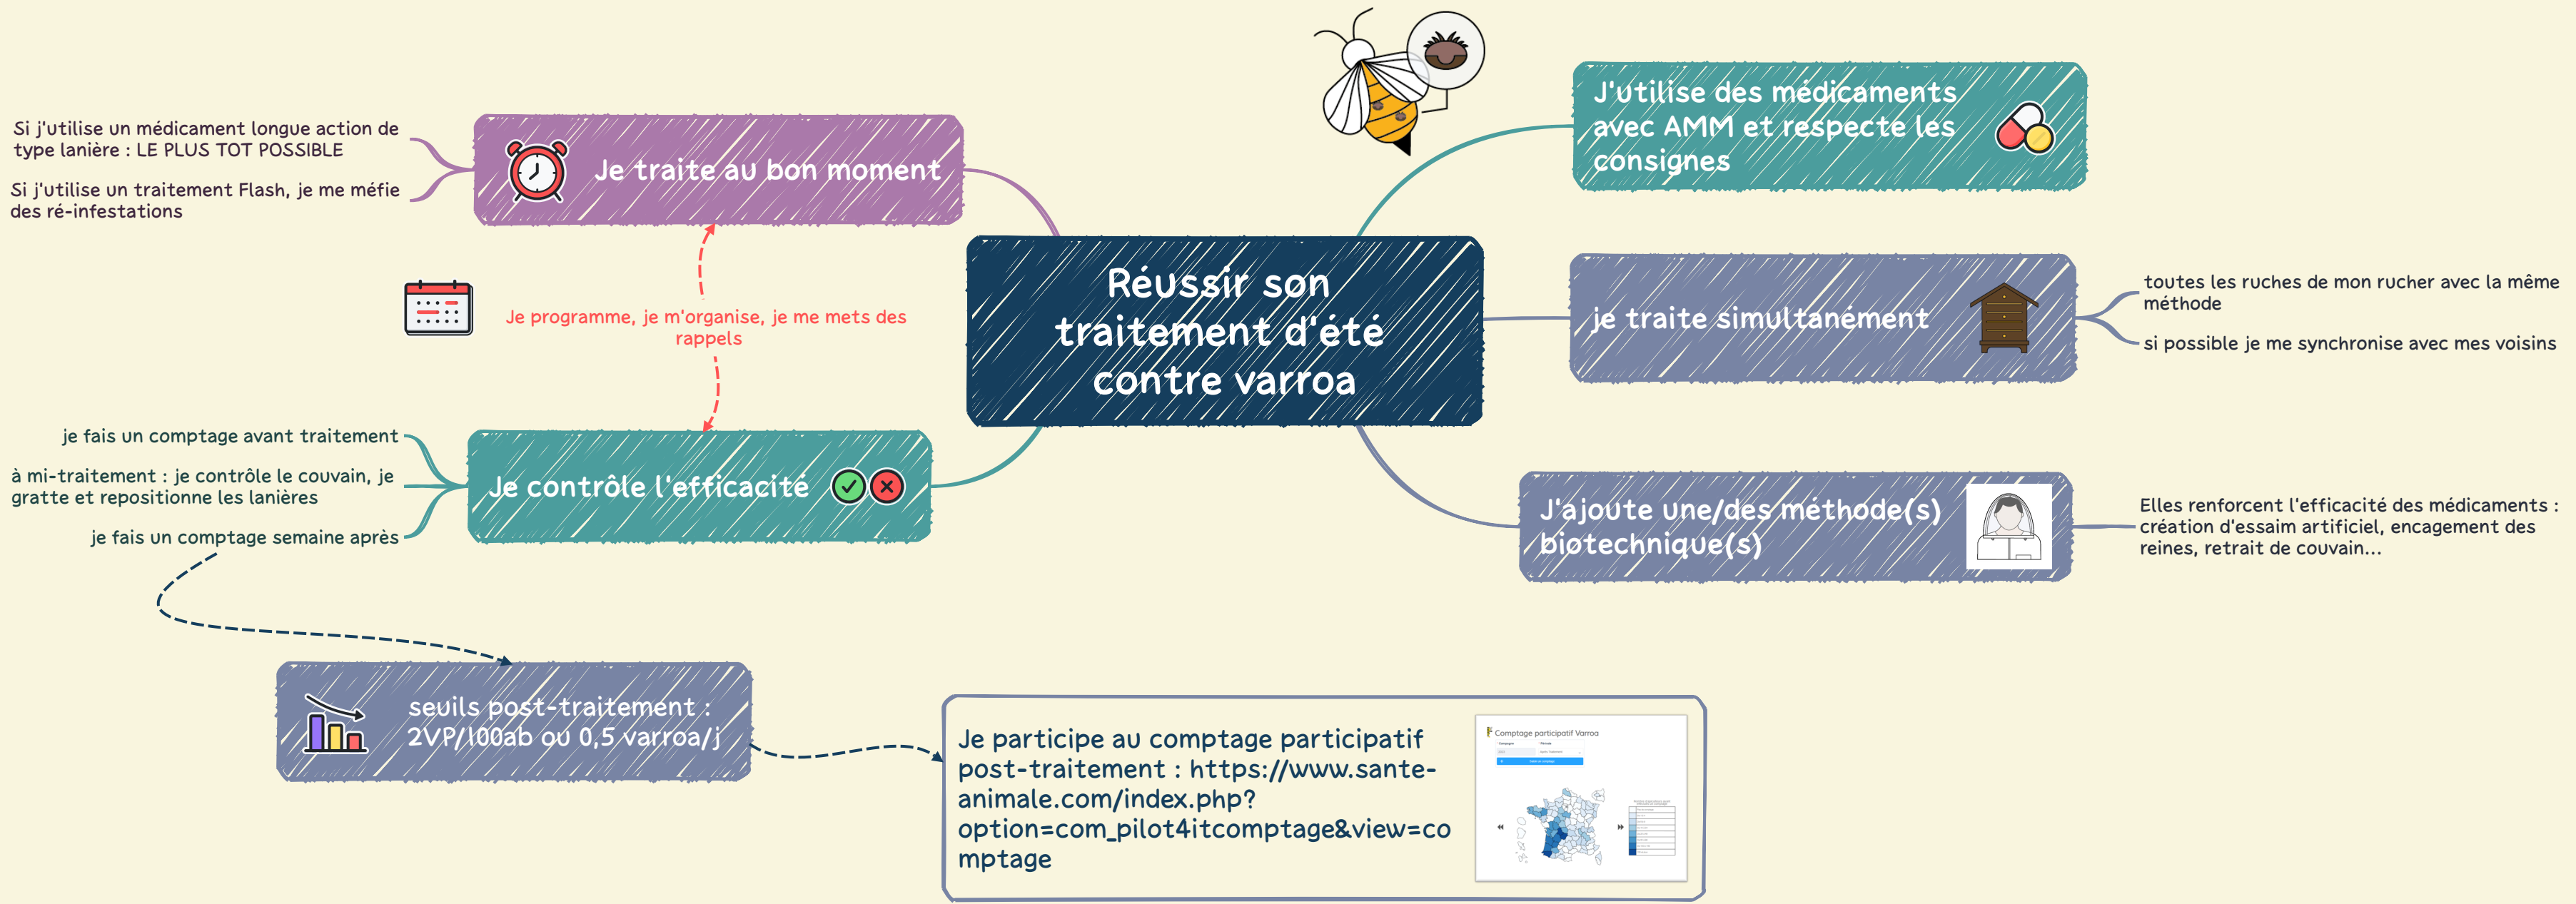 Réussir son
traitement d'été
contre varroa
J'utilise des médicaments
avec AMM et respecte les
consignes
je traite simultanément
toutes les ruches de mon rucher avec la même
méthode
si possible je me synchronise avec mes voisins
J'ajoute une/des méthode(s)
biotechnique(s)
Elles renforcent l'efficacité des médicaments :
création d'essaim artificiel, encagement des
reines, retrait de couvain...
Je traite au bon moment
Si j'utilise un médicament longue action de
type lanière : LE PLUS TOT POSSIBLE
Si j'utilise un traitement Flash, je me méfie
des ré-infestations
Je programme, je m'organise, je me mets des
rappels
Je contrôle l'efficacité
je fais un comptage avant traitement
à mi-traitement : je contrôle le couvain, je
gratte et repositionne les lanières
je fais un comptage semaine après
seuils post-traitement :
2VP/100ab ou 0,5 varroa/j
Je participe au comptage participatif
post-traitement : https://www.sante-
animale.com/index.php?
option=com_pilot4itcomptage&view=co
mptage
Comptage participatif Varroa